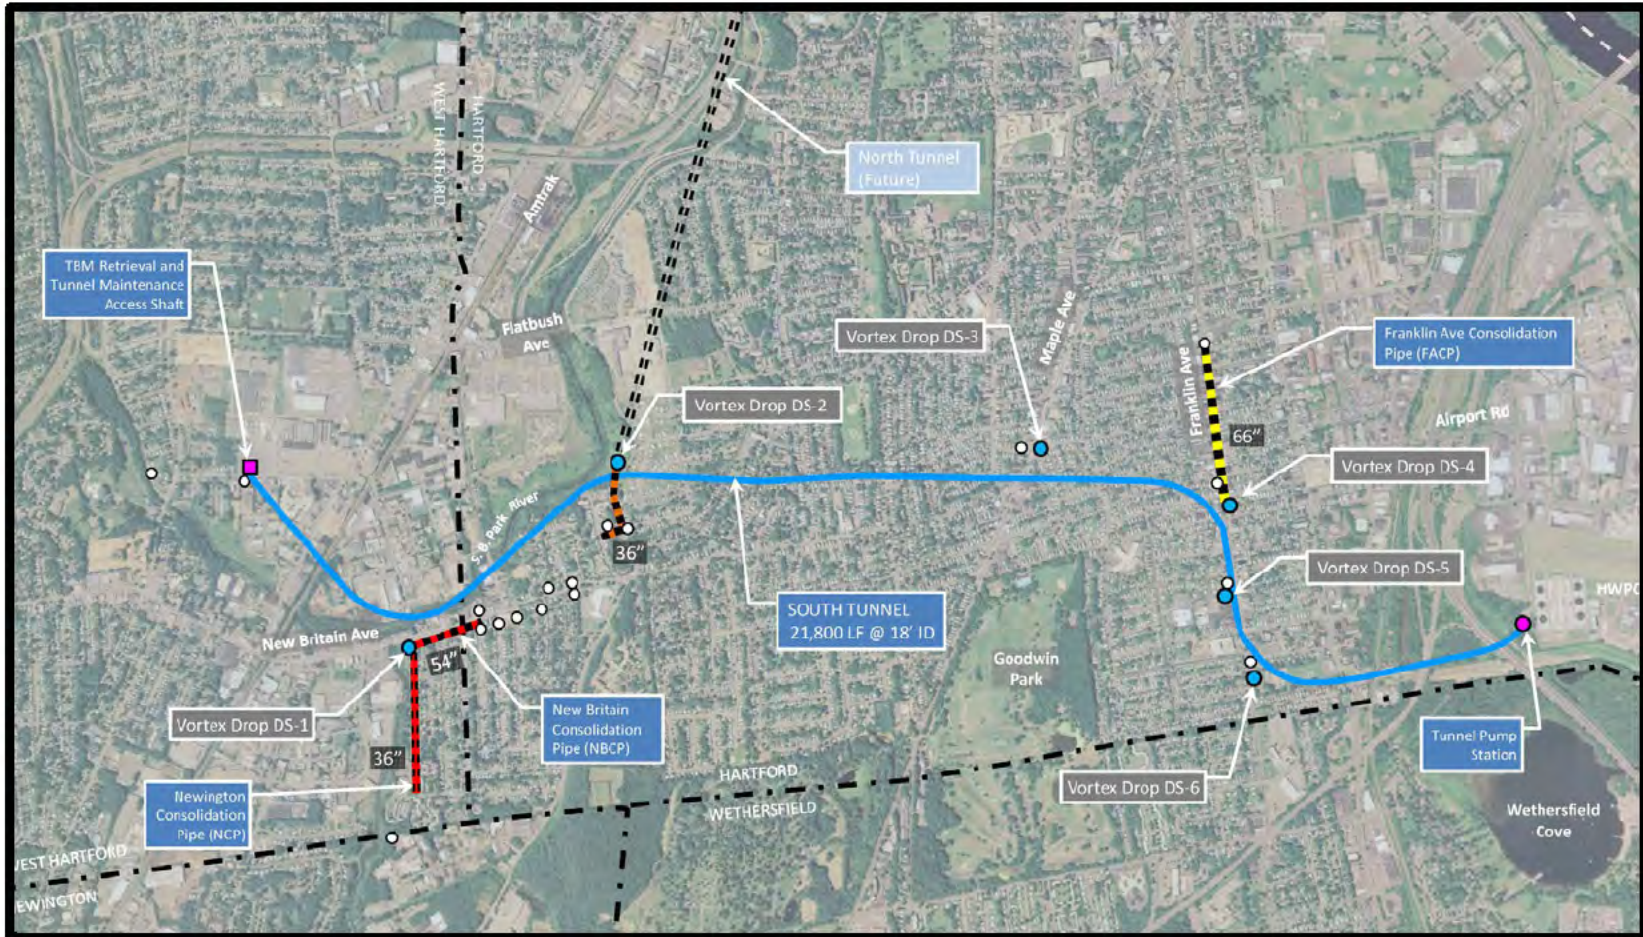 WEST HARTFORD
HARTFORD
Amtrak
North Tunnel
(Future)
TBM Retrieval and
Tunnel Maintenance
Access Shaft
Flatbush
Ave
Vortex Drop DS-3
Maple Ave
Franklin Ave
Franklin Ave Consolidation
Pipe (FACP)
Vortex Drop DS-2
66”
Airport Rd
Vortex Drop DS-4
S. B. Park River
36”
Vortex Drop DS-5
HWPC
New Britain Ave
54”
SOUTH TUNNEL
21,800 LF @ 18’ ID
Goodwin
Park
Vortex Drop DS-1
New Britain
Consolidation
Pipe (NBCP)
Tunnel Pump
Station
36”
HARTFORD
WETHERSFIELD
Vortex Drop DS-6
Newington
Consolidation
Pipe (NCP)
Wethersfield
Cove
WEST HARTFORD
EWINGTON